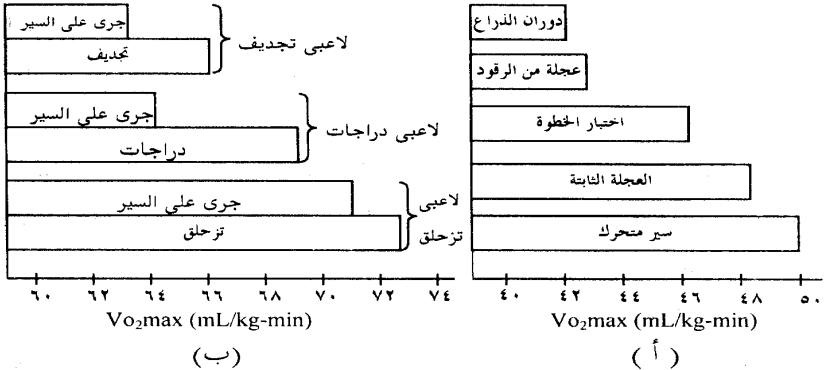 دوران الذراع
عجلة من الرقود
اختبار الخطوة
العجلة الثابتة
سير متحرك
٤٠ ٤٢ ٤٤ ٤٦ ٤٨ ٥٠
Vo₂max (mL/kg-min)
(أ)
جرى على السير
تجديف
لاعبى تجديف
جرى على السير
دراجات
لاعبى دراجات
جرى على السير
تزحلق
لاعبى
تزحلق
٦٠ ٦٢ ٦٤ ٦٦ ٦٨ ٧٠ ٧٢ ٧٤
Vo₂max (mL/kg-min)
(ب)